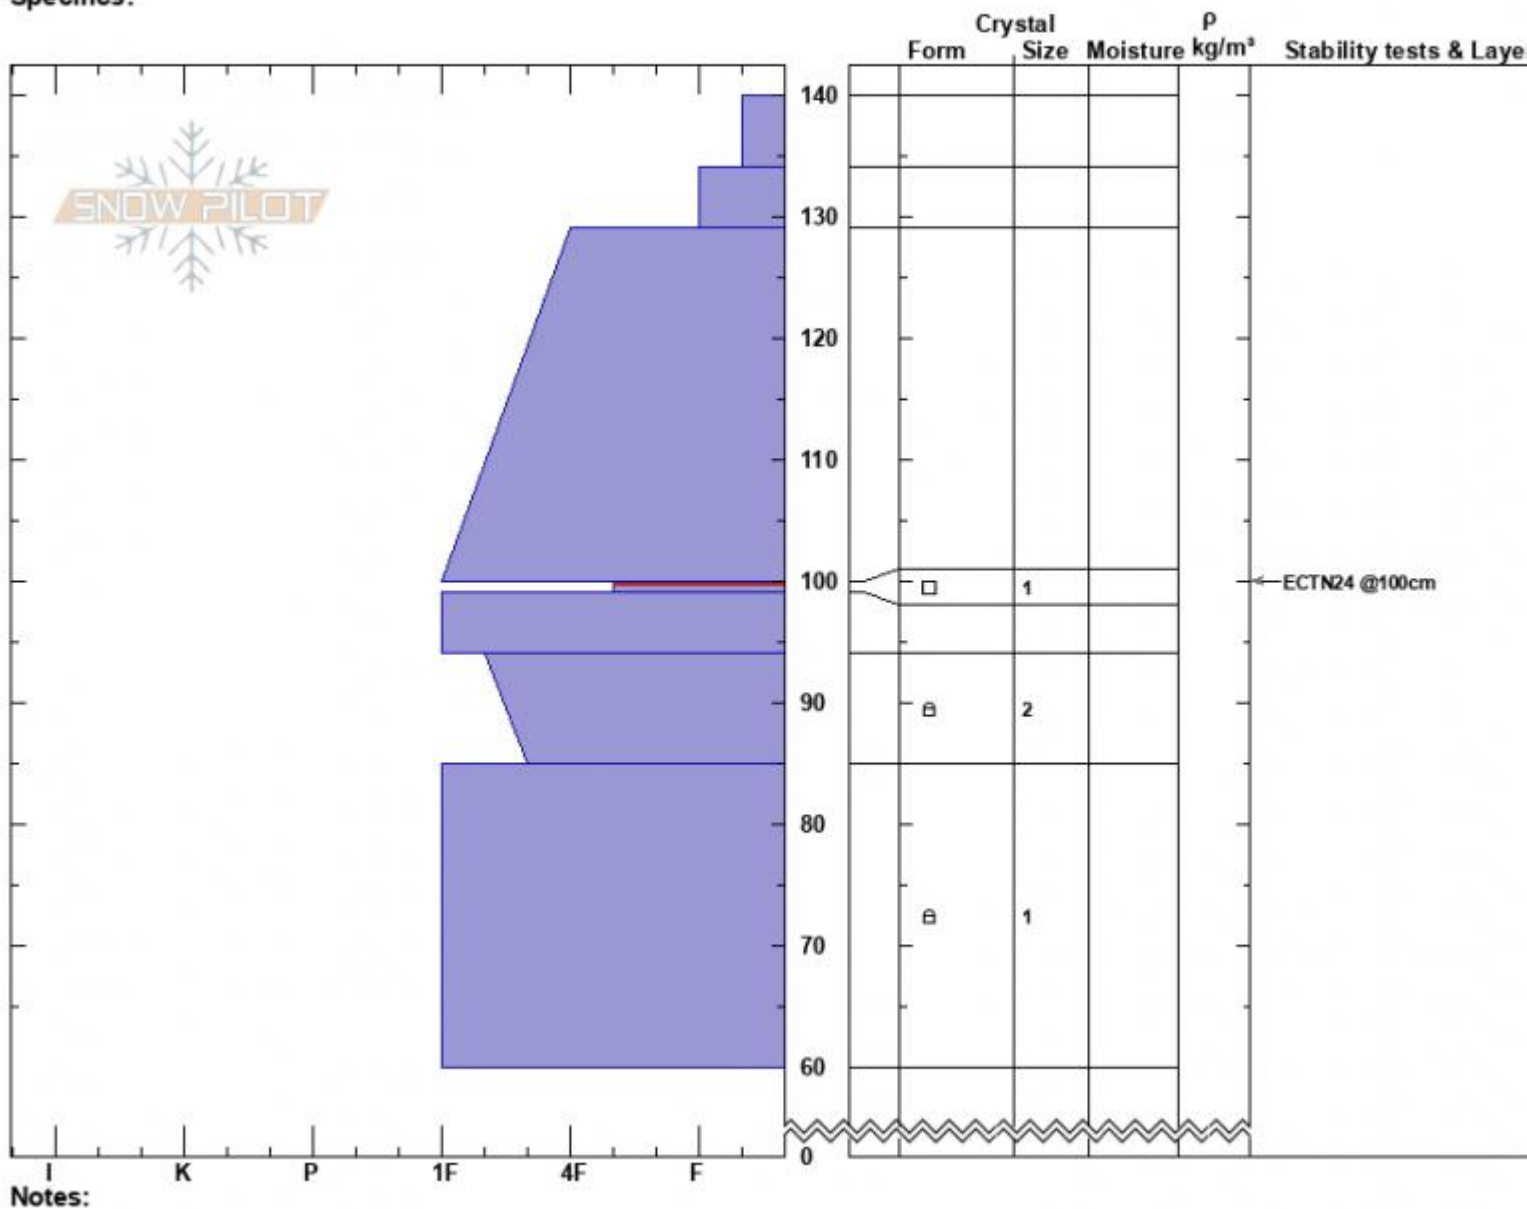 Specifics:
Crystal
ρ
Form Size Moisture kg/m³ Stability tests & Laye
SNOW PILOT
140
130
120
110
100
90
80
70
60
0
1
2
1
ECTN24 @100cm
I K P 1F 4F F
Notes: